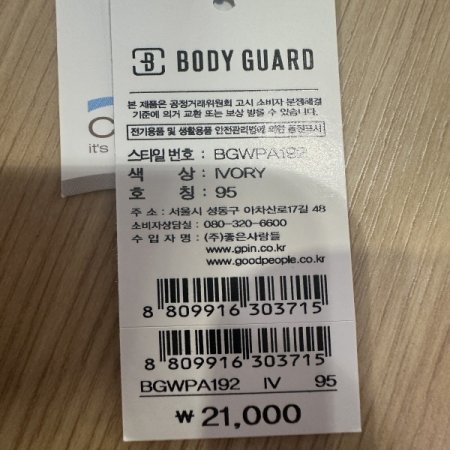 B BODY GUARD
본 제품은 공정거래위원회 고시 소비자 분쟁해결
기준에 의거 교환 또는 보상 받을 수 있습니다.
전기용품 및 생활용품 안전관리법에 의한 품질표시
스타일 번호 : BGWPA192
색 상 : IVORY
호 칭 : 95
주 소 : 서울시 성동구 아차산로17길 48
소비자상담실 : 080-320-6600
수 입 자 명 : (주)좋은사람들
www.gpin.co.kr
www.goodpeople.co.kr
8 809916 303715
8 809916 303715
BGWPA192 IV 95
₩ 21,000
it's